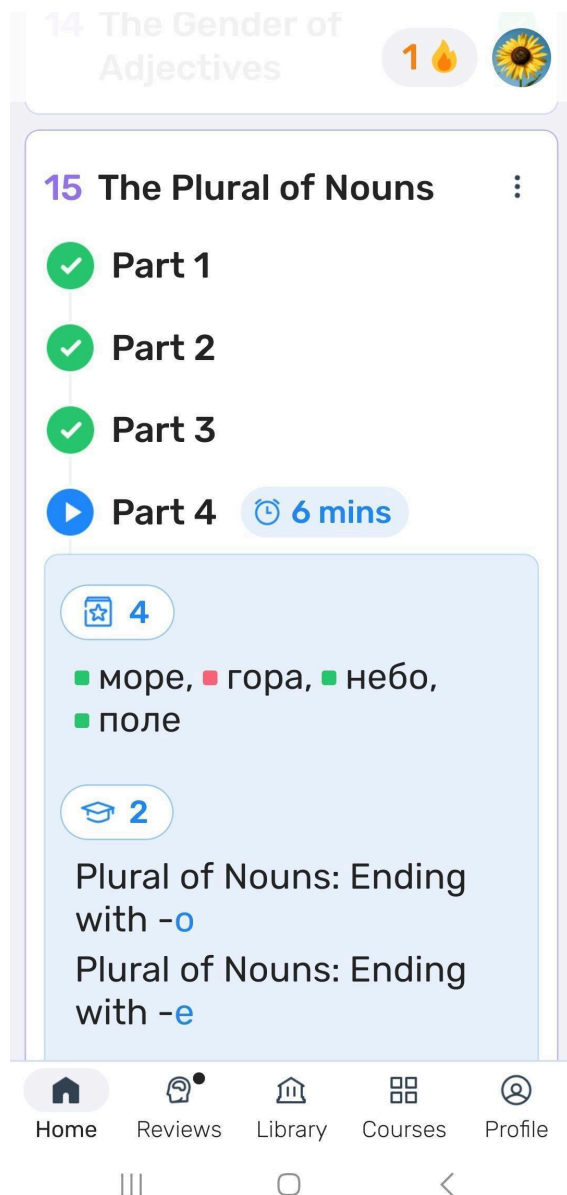 14 The Gender of
Adjectives
1
15 The Plural of Nouns
Part 1
Part 2
Part 3
Part 4 6 mins
4
море, гора, небо,
поле
2
Plural of Nouns: Ending
with -о
Plural of Nouns: Ending
with -е
Home Reviews Library Courses Profile